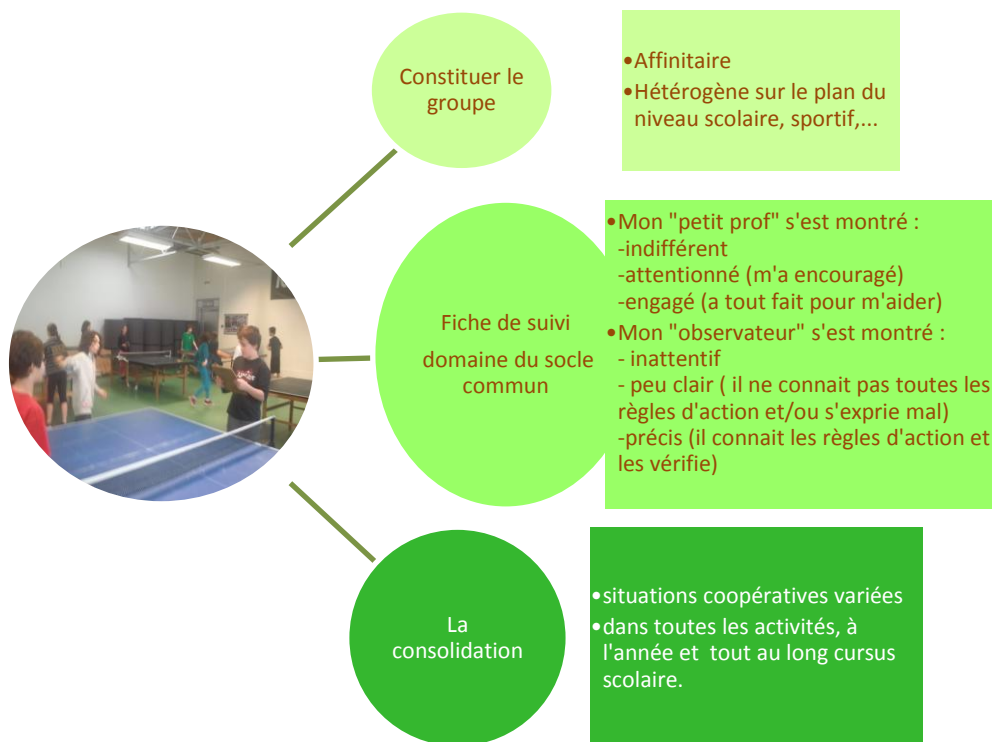 Constituer le
groupe
•Affinitaire
•Hétérogène sur le plan du
niveau scolaire, sportif,...
Fiche de suivi
domaine du socle
commun
•Mon "petit prof" s'est montré :
-indifférent
-attentionné (m'a encouragé)
-engagé (a tout fait pour m'aider)
•Mon "observateur" s'est montré :
- inattentif
- peu clair ( il ne connait pas toutes les
règles d'action et/ou s'exprie mal)
-précis (il connait les règles d'action et
les vérifie)
La
consolidation
•situations coopératives variées
•dans toutes les activités, à
l'année et  tout au long cursus
scolaire.